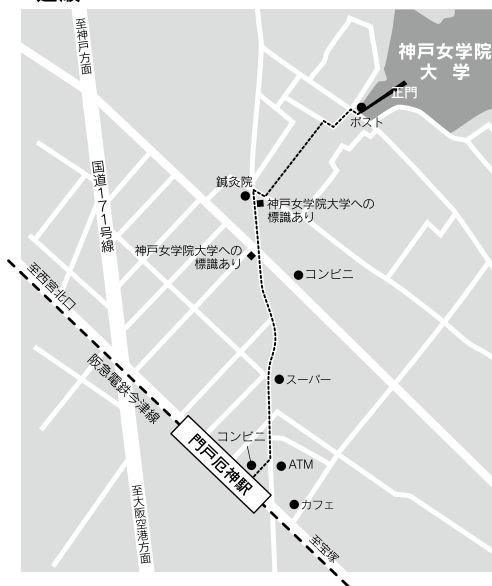 至神戸方面
神戸女学院
大 学
正門
ポスト
国道171号線
鍼灸院
神戸女学院大学への
標識あり
神戸女学院大学への
標識あり
コンビニ
至西宮北口
阪急電鉄今津線
スーパー
コンビニ
門戸厄神駅
ATM
カフェ
至大阪空港方面
至宝塚